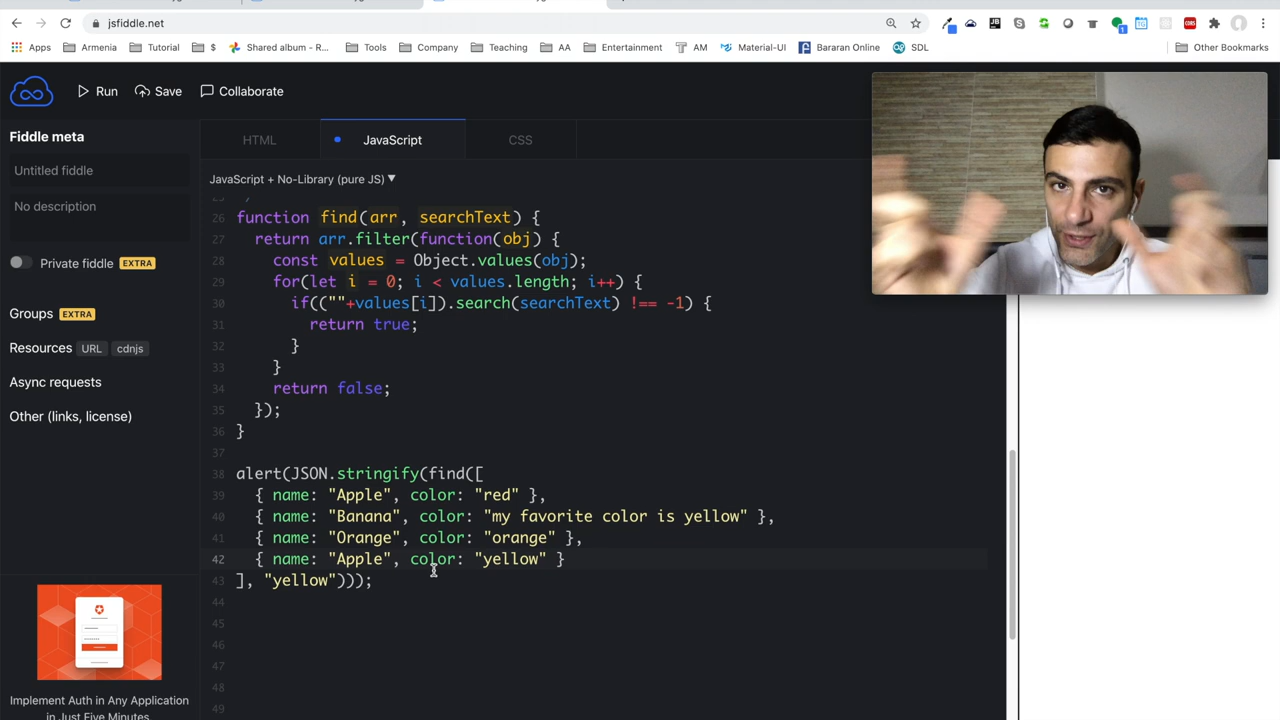 jsfiddle.net
Apps Armenia Tutorial $ Shared album - R... Tools Company Teaching AA Entertainment AM Material-UI Bararan Online SDL Other Bookmarks
Run Save Collaborate
Fiddle meta
Untitled fiddle
No description
Private fiddle EXTRA
Groups EXTRA
Resources URL cdnjs
Async requests
Other (links, license)
Implement Auth in Any Application
in Just Five Minutes
HTML JavaScript CSS
JavaScript + No-Library (pure JS) ▼
26 function find(arr, searchText) {
27 return arr.filter(function(obj) {
28 const values = Object.values(obj);
29 for(let i = 0; i < values.length; i++) {
30 if((""+values[i]).search(searchText) !== -1) {
31 return true;
32 }
33 }
34 return false;
35 });
36 }
37
38 alert(JSON.stringify(find([
39 { name: "Apple", color: "red" },
40 { name: "Banana", color: "my favorite color is yellow" },
41 { name: "Orange", color: "orange" },
42 { name: "Apple", color: "yellow" }
43 ], "yellow")));
44
45
46
47
48
49